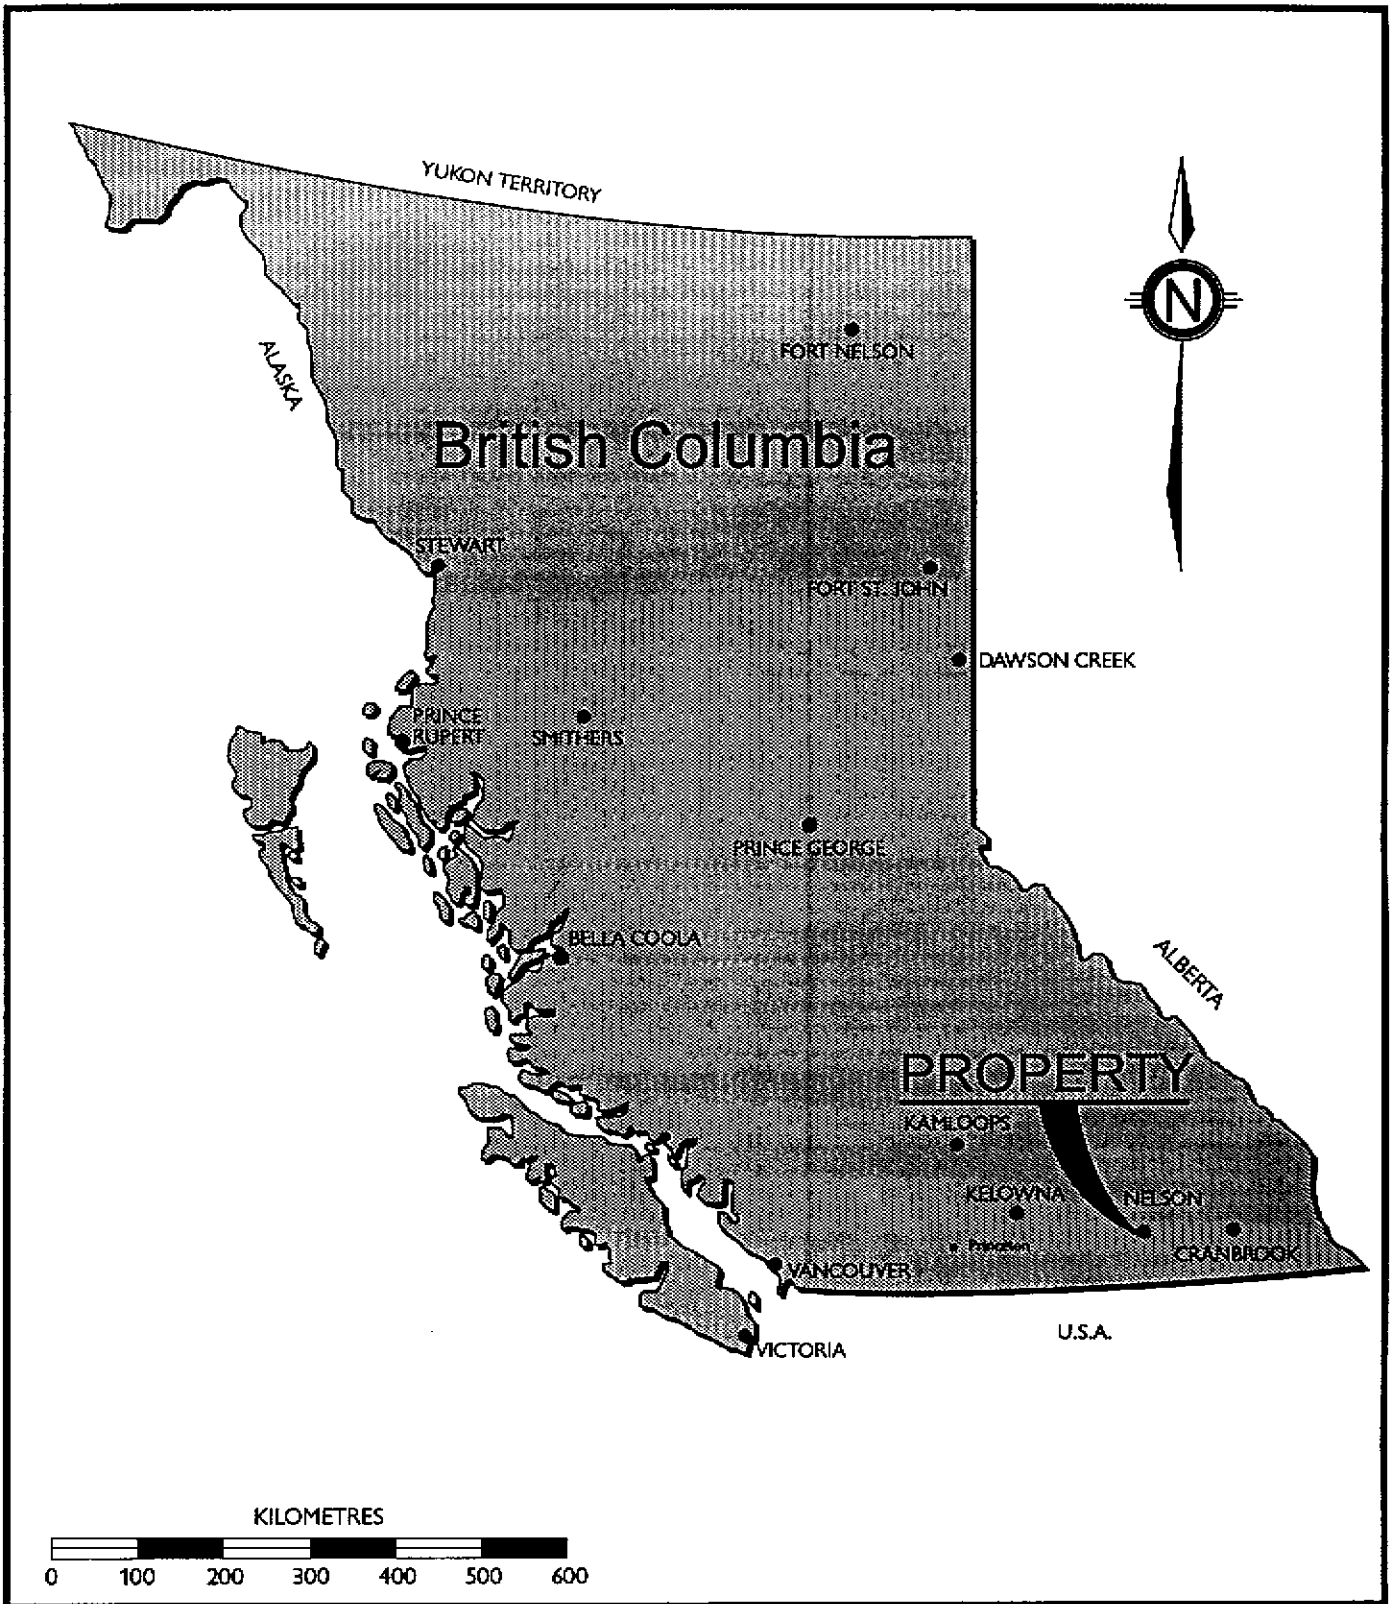 YUKON TERRITORY
N
FORT NELSON
ALASKA
British Columbia
STEWART
FORT ST. JOHN
DAWSON CREEK
PRINCE
RUPERT
SMITHERS
PRINCE GEORGE
BELLA COOLA
ALBERTA
PROPERTY
KAMLOOPS
KELOWNA
NELSON
Princeton
CRANBROOK
VANCOUVER
U.S.A.
VICTORIA
KILOMETRES
0 100 200 300 400 500 600